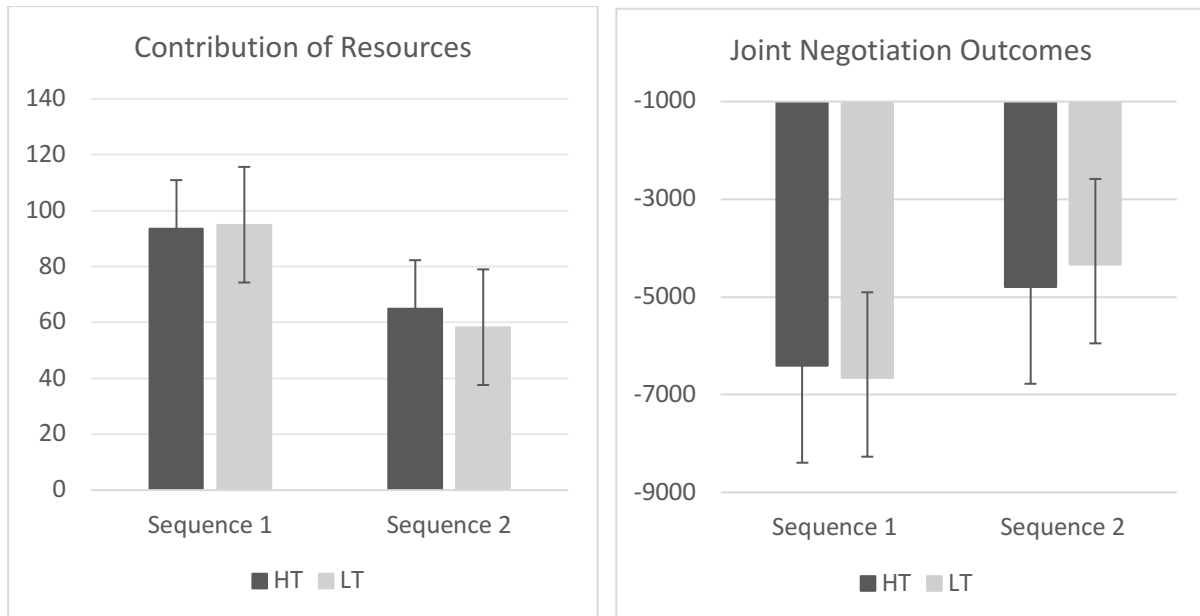 Contribution of Resources
140
120
100
80
60
40
20
0
Sequence 1 Sequence 2
HT LT
Joint Negotiation Outcomes
-1000
-3000
-5000
-7000
-9000
Sequence 1 Sequence 2
HT LT